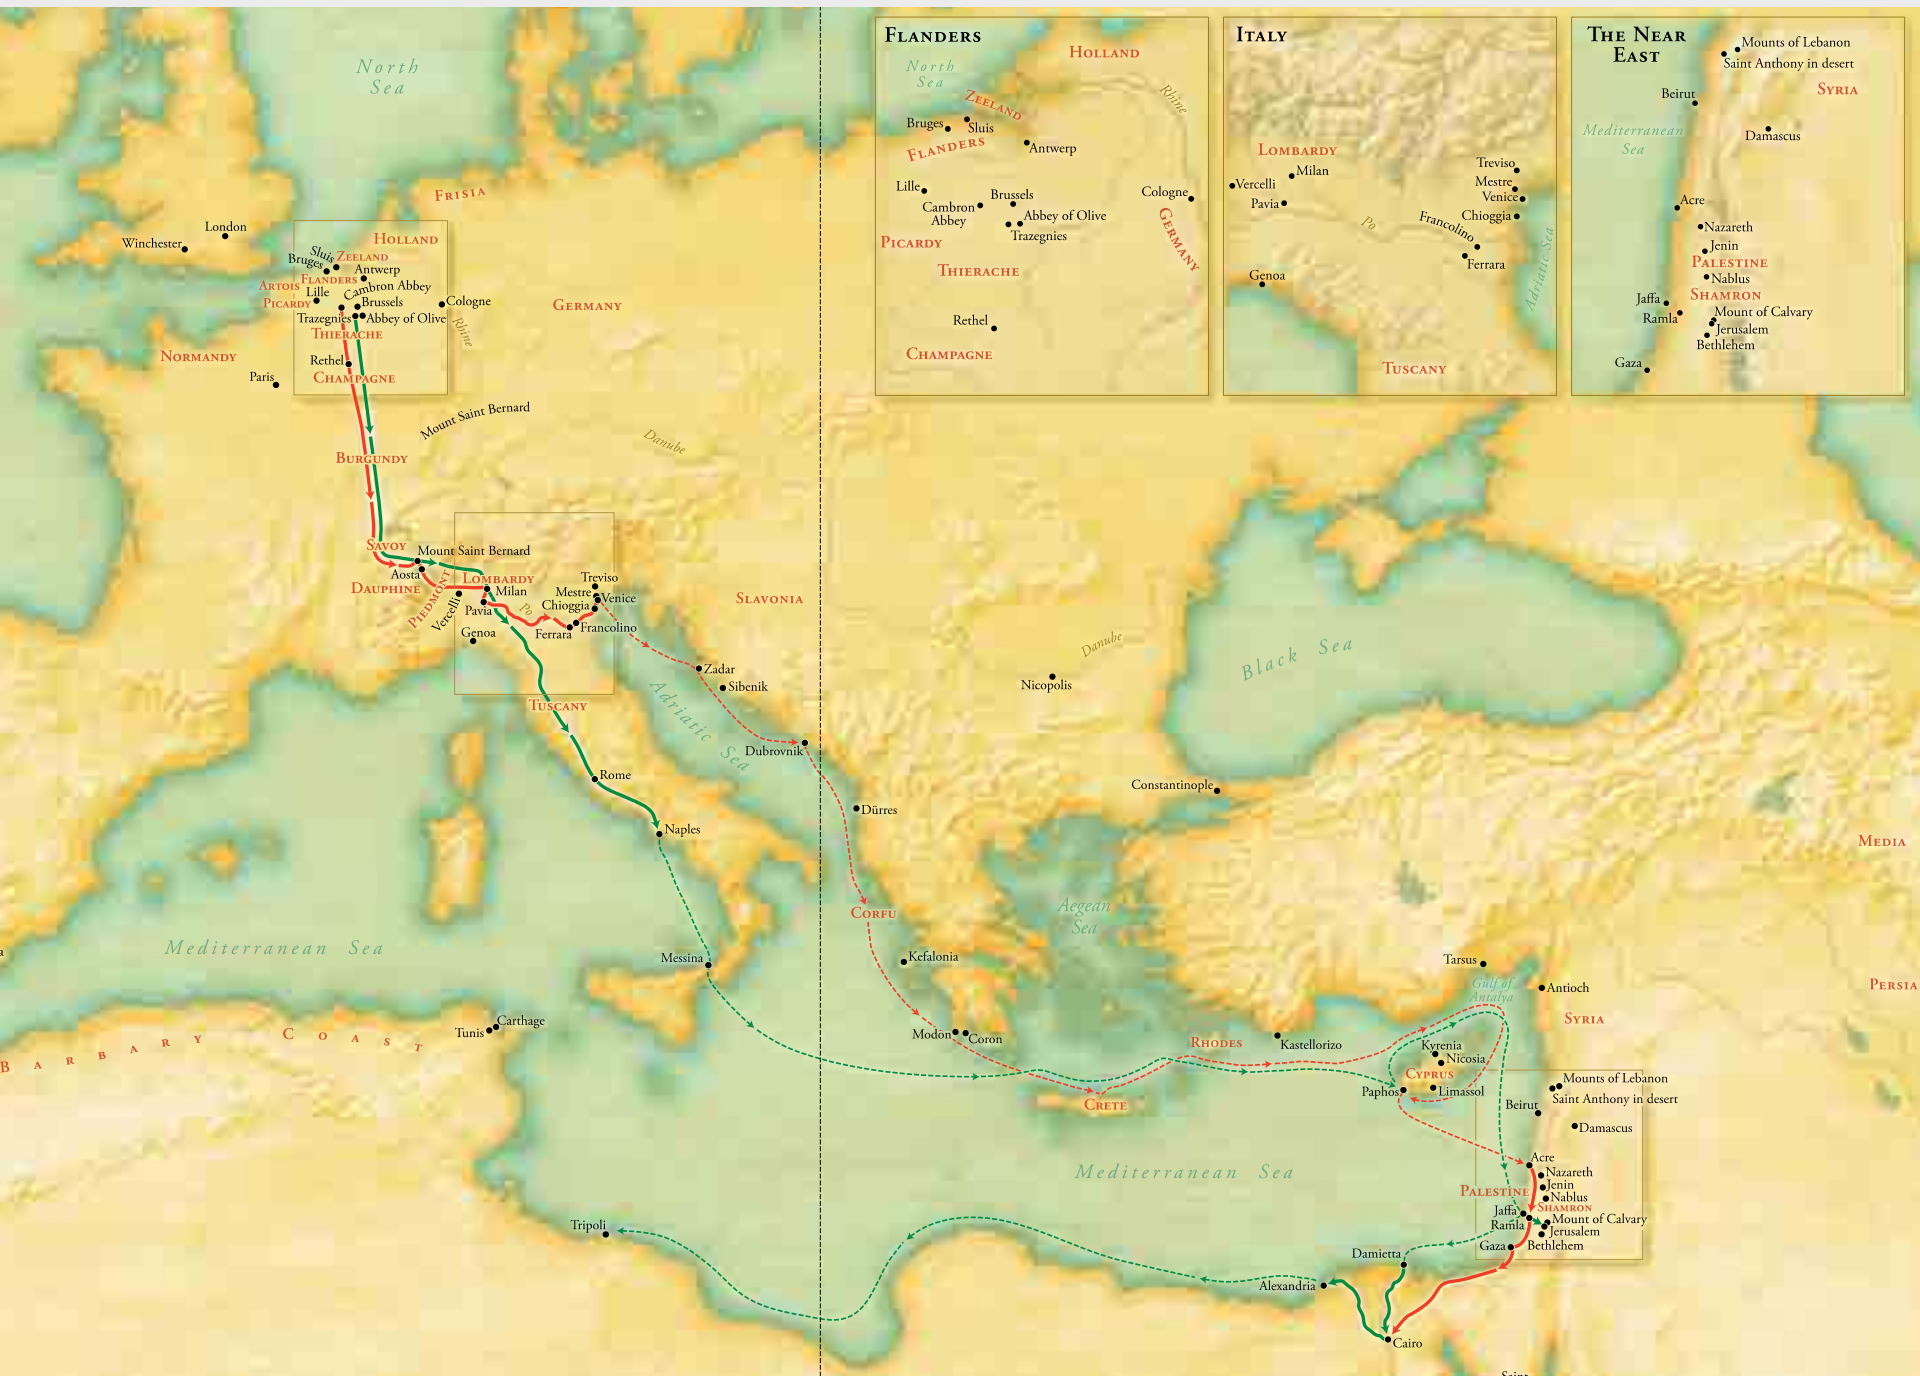 North
Sea
FRISIA
London
Winchester
HOLLAND
Sluis
ZEELAND
Bruges
Antwerp
FLANDERS
ARTOIS
Cambron Abbey
Lille
PICARDY
Brussels
Cologne
Trazegnies
Abbey of Olive
Rhine
THIERACHE
GERMANY
NORMANDY
Rethel
Paris
CHAMPAGNE
Mount Saint Bernard
Danube
BURGUNDY
SAVOY
Mount Saint Bernard
Aosta
DAUPHINE
PIEDMONT
LOMBARDY
Milan
Vercelli
Pavia
Po
Genoa
Treviso
Mestre
Venice
Chioggia
Ferrara
Francolino
SLAVONIA
Zadar
Sibenik
Adriatic Sea
TUSCANY
Dubrovnik
Rome
Naples
Dürres
Mediterranean Sea
Messina
CORFU
Kefalonia
Carthage
Tunis
BARBARY COAST
Modon
Coron
Tripoli
FLANDERS
HOLLAND
North
Sea
Rhine
ZEELAND
Bruges
Sluis
FLANDERS
Antwerp
Lille
Brussels
Cologne
Cambron
Abbey
Abbey of Olive
Trazegnies
GERMANY
PICARDY
THIERACHE
Rethel
CHAMPAGNE
ITALY
LOMBARDY
Milan
Vercelli
Pavia
Treviso
Mestre
Venice
Chioggia
Francolino
Po
Ferrara
Genoa
Adriatic Sea
TUSCANY
THE NEAR
EAST
Mounts of Lebanon
Saint Anthony in desert
SYRIA
Beirut
Mediterranean
Sea
Damascus
Acre
Nazareth
Jenin
PALESTINE
Nablus
SHAMRON
Jaffa
Ramla
Mount of Calvary
Jerusalem
Bethlehem
Gaza
Black Sea
Danube
Nicopolis
Constantinople
MEDIA
Aegean
Sea
Tarsus
Gulf of
Antalya
Antioch
PERSIA
SYRIA
RHODES
Kastellorizo
Kyrenia
Nicosia
CYPRUS
Paphos
Limassol
CRETE
Mounts of Lebanon
Saint Anthony in desert
Beirut
Damascus
Mediterranean Sea
Acre
Nazareth
Jenin
PALESTINE
Nablus
SHAMRON
Jaffa
Ramla
Mount of Calvary
Jerusalem
Gaza
Bethlehem
Damietta
Alexandria
Cairo